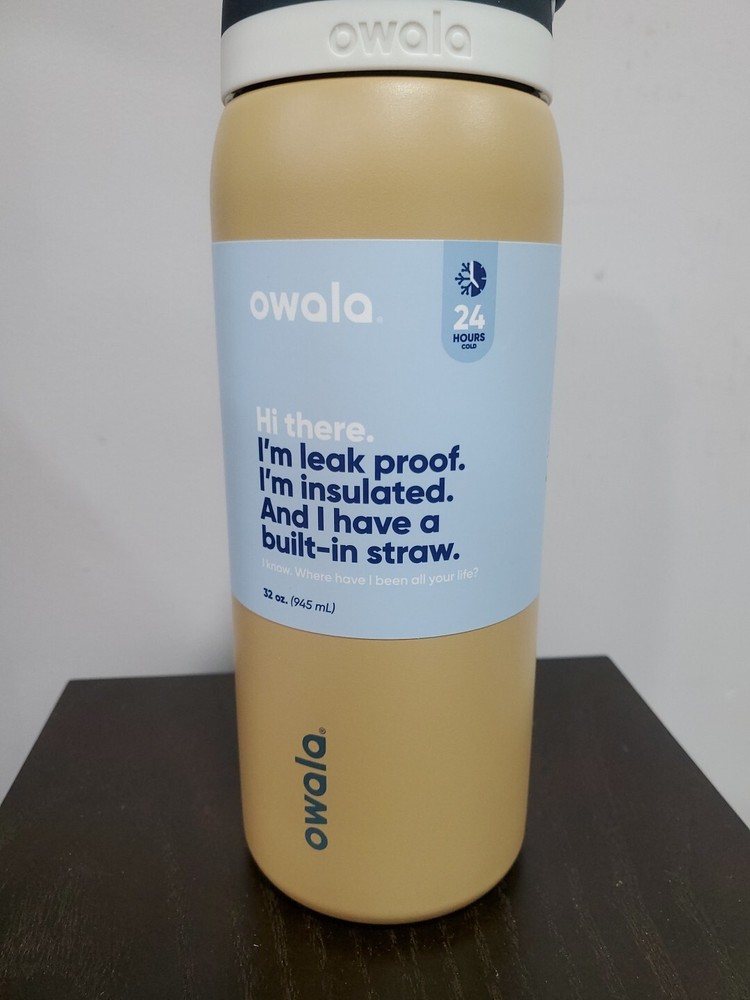 owala
owala
24
HOURS
COLD
Hi there.
I'm leak proof.
I'm insulated.
And I have a
built-in straw.
I know. Where have I been all your life?
32 oz. (945 mL)
owala®